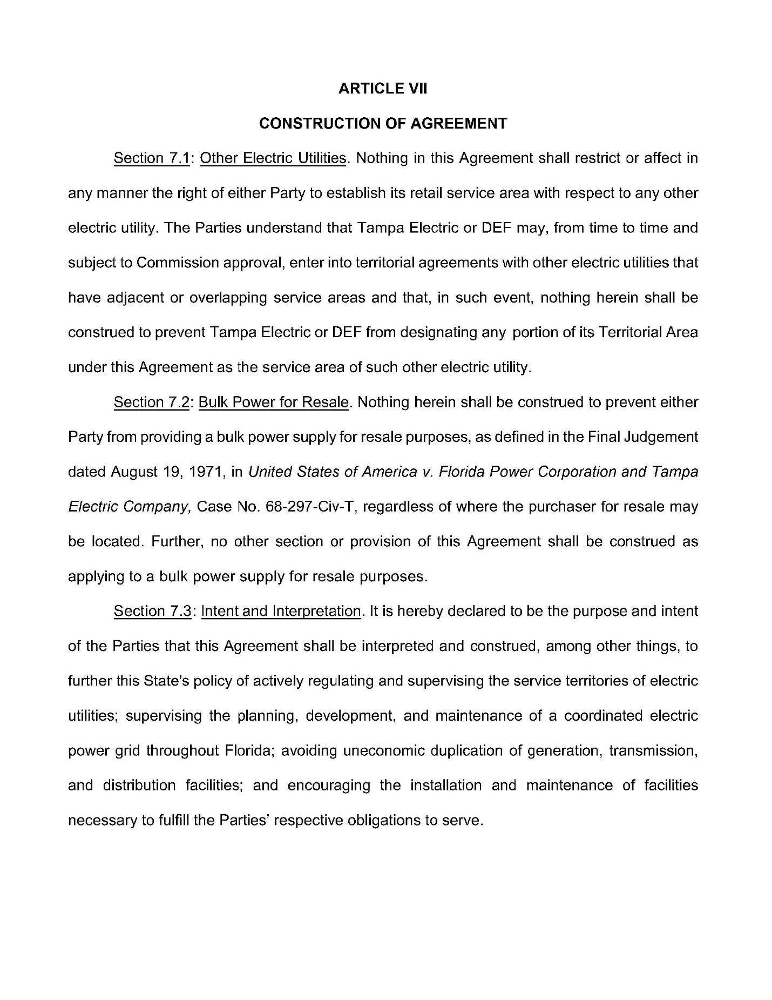 ARTICLE VII
CONSTRUCTION OF AGREEMENT
Section 7.1: Other Electric Utilities. Nothing in this Agreement shall restrict or affect in
any manner the right of either Party to establish its retail service area with respect to any other
electric utility. The Parties understand that Tampa Electric or DEF may, from time to time and
subject to Commission approval, enter into territorial agreements with other electric utilities that
have adjacent or overlapping service areas and that, in such event, nothing herein shall be
construed to prevent Tampa Electric or DEF from designating any portion of its Territorial Area
under this Agreement as the service area of such other electric utility.
Section 7.2: Bulk Power for Resale. Nothing herein shall be construed to prevent either
Party from providing a bulk power supply for resale purposes, as defined in the Final Judgement
dated August 19, 1971, in United States of America v. Florida Power Corporation and Tampa
Electric Company, Case No. 68-297-Civ-T, regardless of where the purchaser for resale may
be located. Further, no other section or provision of this Agreement shall be construed as
applying to a bulk power supply for resale purposes.
Section 7.3: Intent and Interpretation. It is hereby declared to be the purpose and intent
of the Parties that this Agreement shall be interpreted and construed, among other things, to
further this State's policy of actively regulating and supervising the service territories of electric
utilities; supervising the planning, development, and maintenance of a coordinated electric
power grid throughout Florida; avoiding uneconomic duplication of generation, transmission,
and distribution facilities; and encouraging the installation and maintenance of facilities
necessary to fulfill the Parties’ respective obligations to serve.